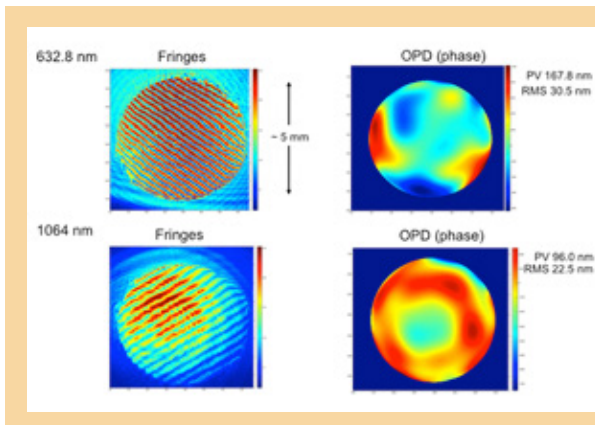 632.8 nm
Fringes
OPD (phase)
PV 167.8 nm
RMS 30.5 nm
~ 5 mm
1064 nm
Fringes
OPD (phase)
PV 96.0 nm
RMS 22.5 nm